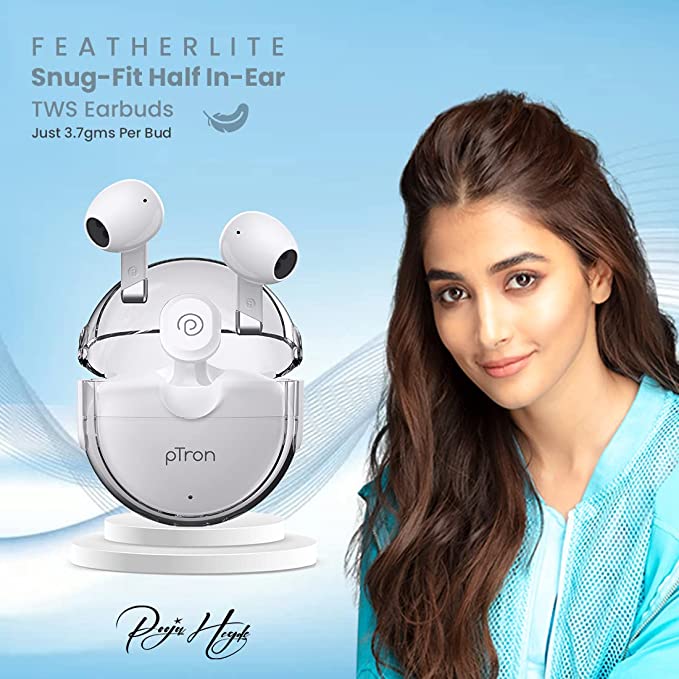 FEATHERLITE
Snug-Fit Half In-Ear
TWS Earbuds
Just 3.7gms Per Bud
pTron
Pooja Hegde